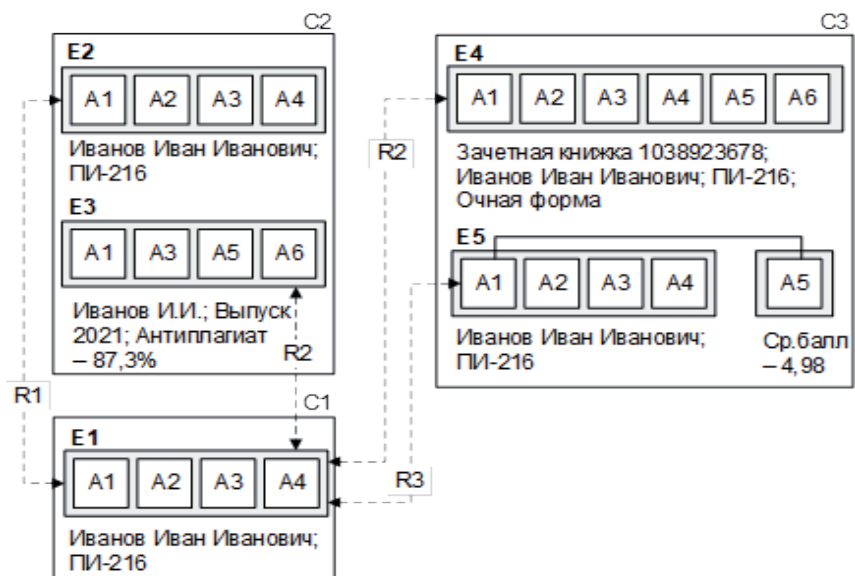 C2
E2
A1 A2 A3 A4
Иванов Иван Иванович;
ПИ-216
E3
A1 A3 A5 A6
Иванов И.И.; Выпуск
2021; Антиплагиат
– 87,3%
R2
R1
C1
E1
A1 A2 A3 A4
Иванов Иван Иванович;
ПИ-216
R2
R3
C3
E4
A1 A2 A3 A4 A5 A6
Зачетная книжка 1038923678;
Иванов Иван Иванович; ПИ-216;
Очная форма
E5
A1 A2 A3 A4 A5
Иванов Иван Иванович;
ПИ-216
Ср.балл
– 4,98